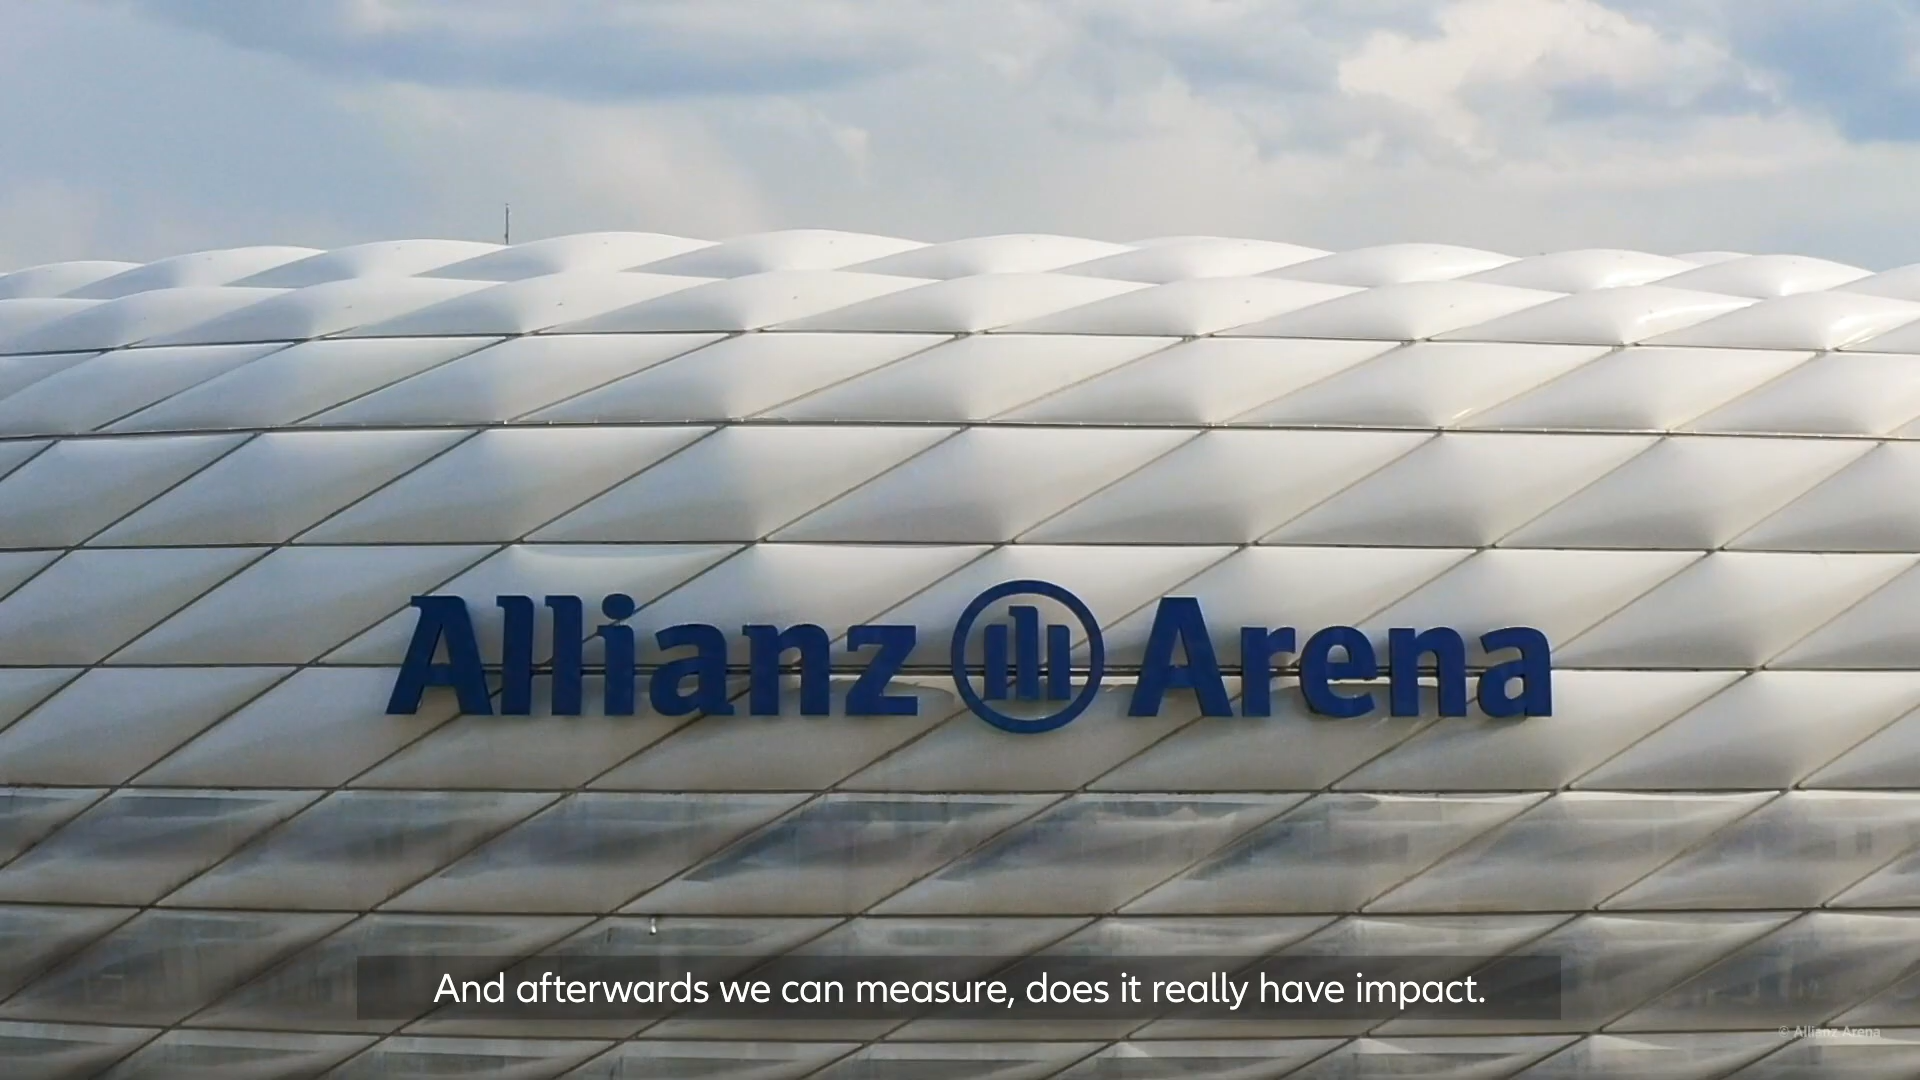 Allianz Arena
And afterwards we can measure, does it really have impact.
© Allianz Arena